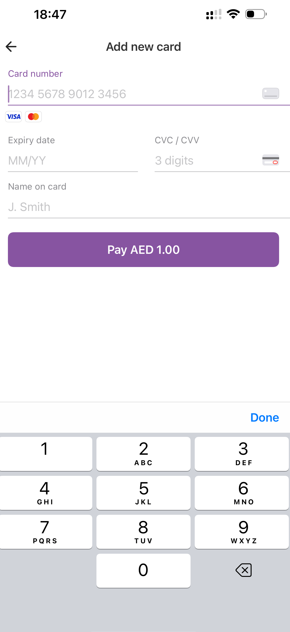 18:47
Add new card
Card number
1234 5678 9012 3456
VISA
Expiry date
CVC / CVV
MM/YY
3 digits
Name on card
J. Smith
Pay AED 1.00
Done
1
2
3
ABC
DEF
4
5
6
GHI
JKL
MNO
7
8
9
PQRS
TUV
WXYZ
0